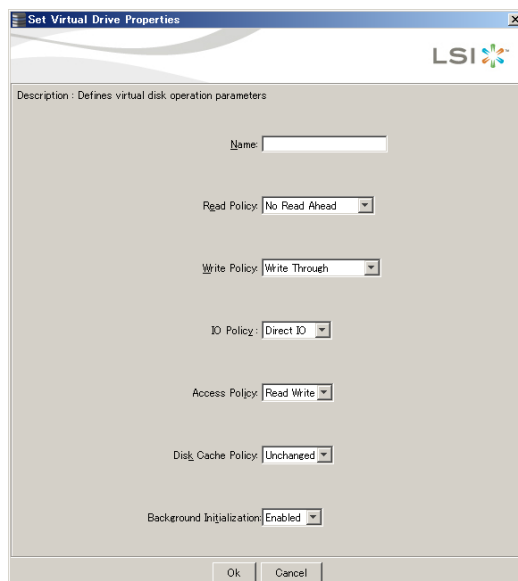 Set Virtual Drive Properties
LSI
Description : Defines virtual disk operation parameters
Name:
Read Policy: No Read Ahead
Write Policy: Write Through
IO Policy : Direct IO
Access Policy: Read Write
Disk Cache Policy: Unchanged
Background Initialization: Enabled
Ok Cancel